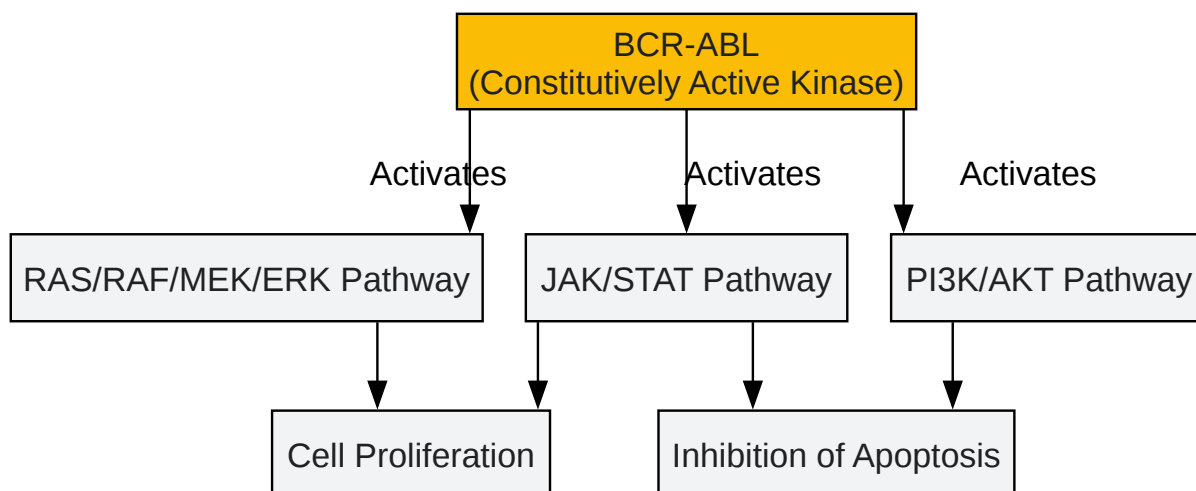 BCR-ABL
(Constitutively Active Kinase)
Activates
Activates
Activates
RAS/RAF/MEK/ERK Pathway
JAK/STAT Pathway
PI3K/AKT Pathway
Cell Proliferation
Inhibition of Apoptosis